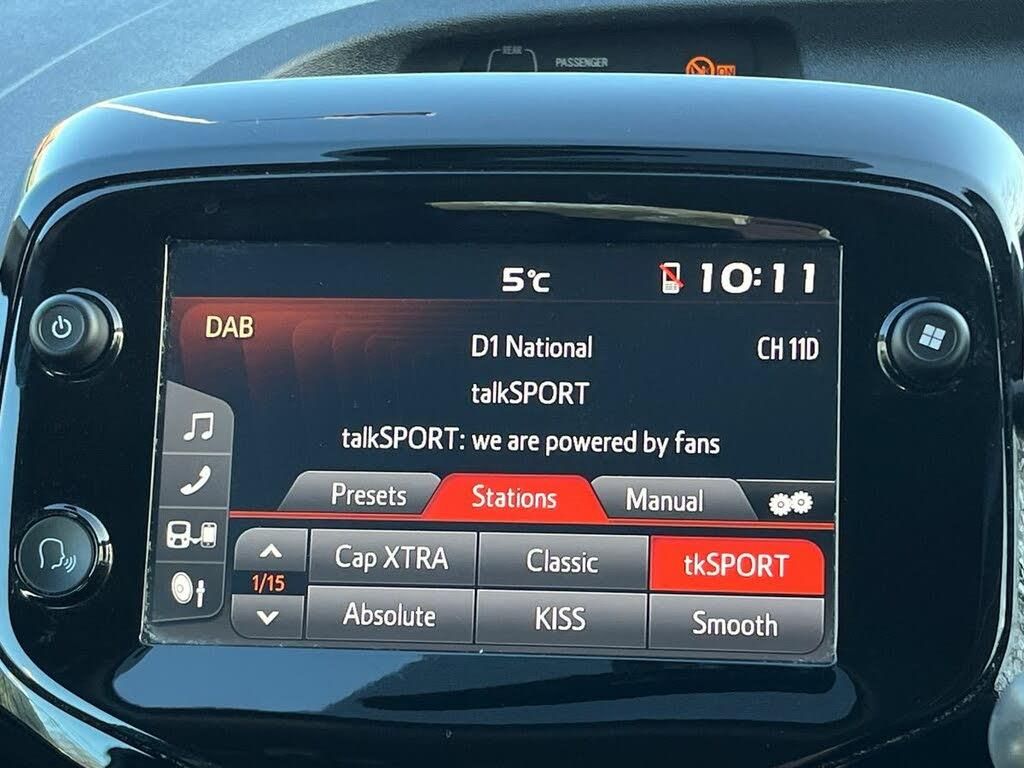 REAR PASSENGER ON
5°C 10:11
DAB
D1 National CH 11D
talkSPORT
talkSPORT: we are powered by fans
Presets Stations Manual
Cap XTRA Classic tkSPORT
1/15
Absolute KISS Smooth